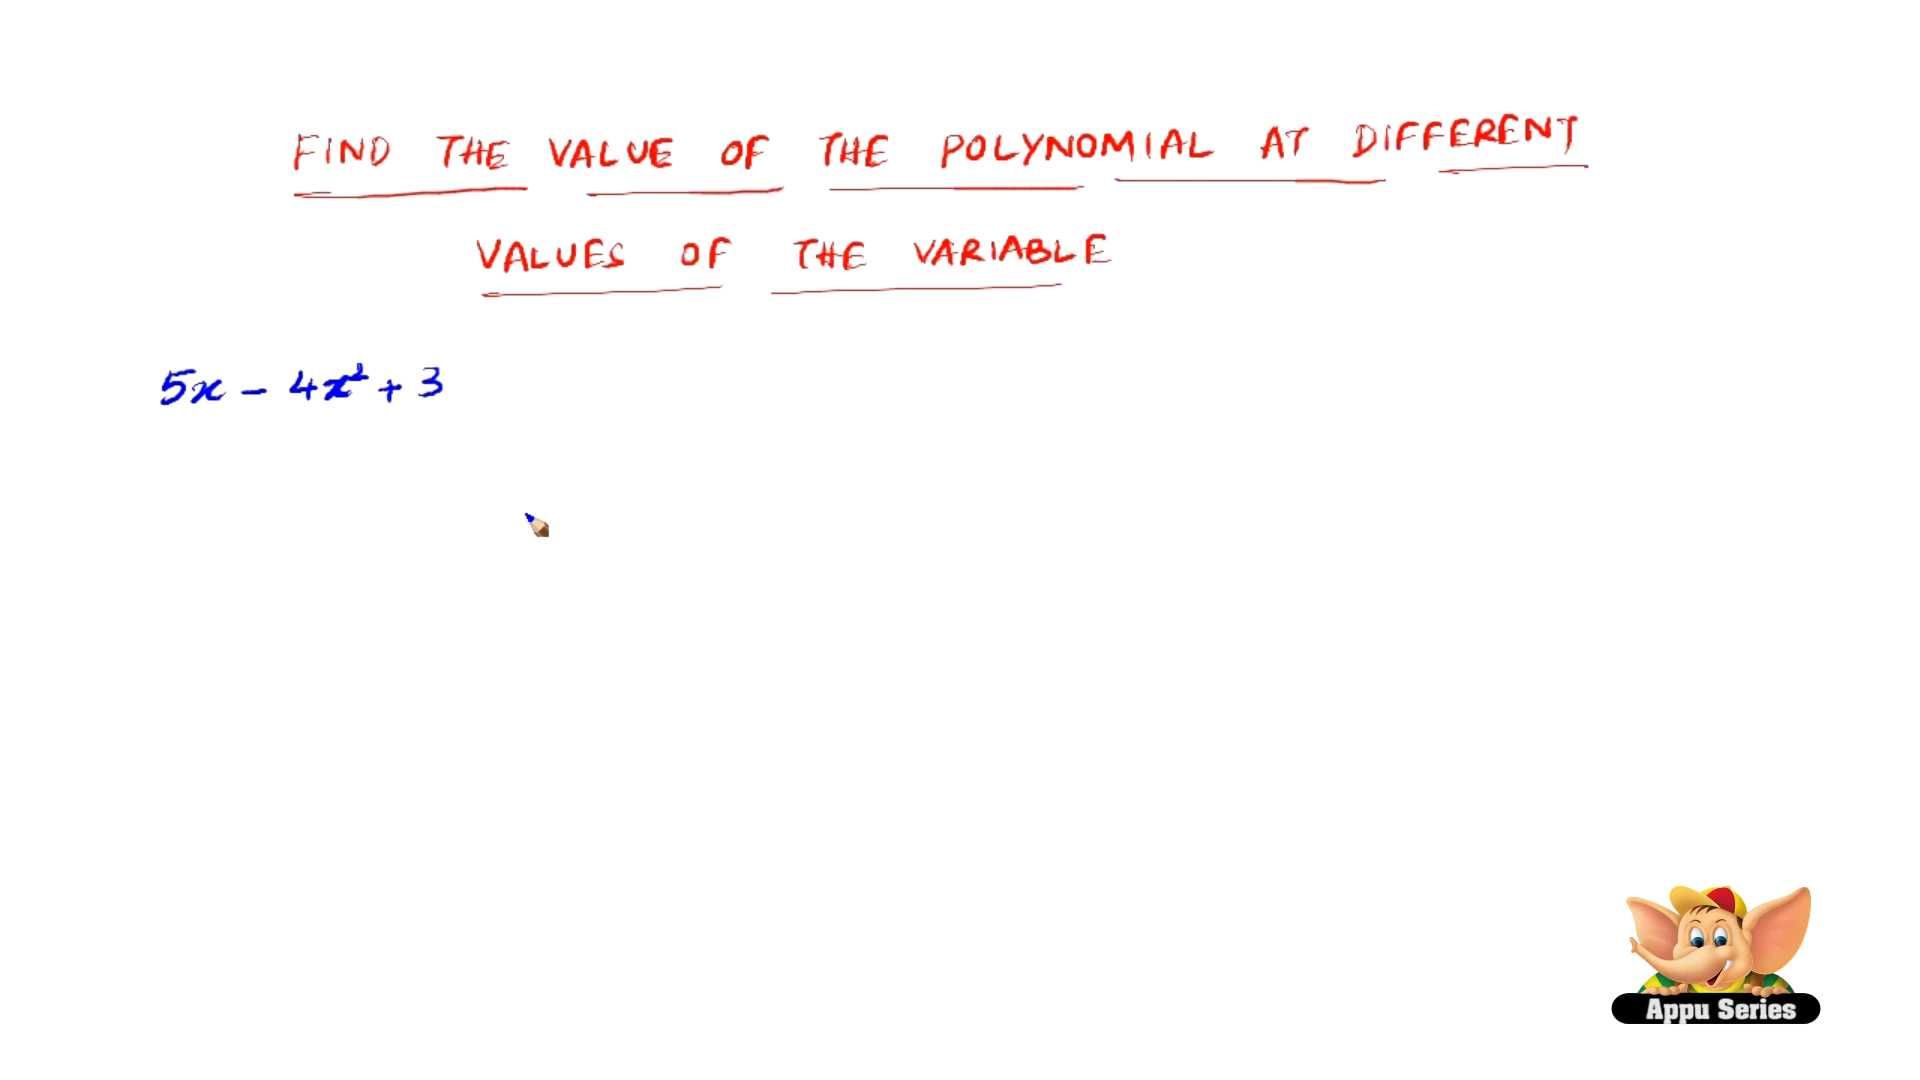 FIND THE VALUE OF THE POLYNOMIAL AT DIFFERENT
VALUES OF THE VARIABLE
5x - 4x² + 3
Appu Series